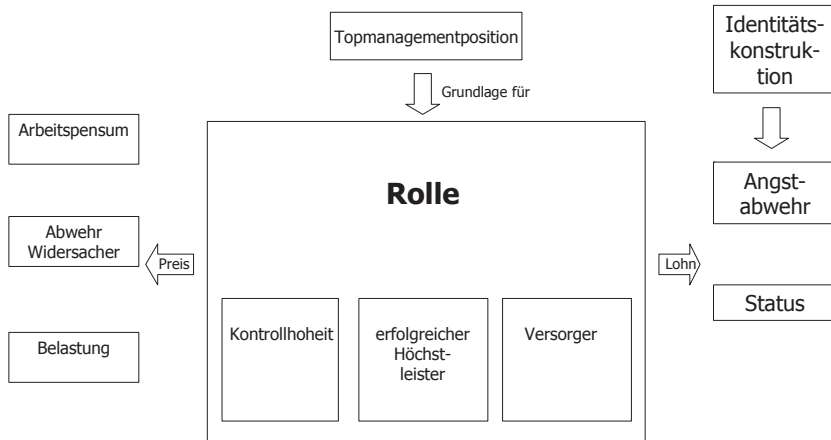 Topmanagementposition
Identitäts-
konstruk-
tion
Grundlage für
Arbeitspensum
Rolle
Angst-
abwehr
Abwehr
Widersacher
Preis
Lohn
Status
Kontrollhoheit
erfolgreicher
Höchst-
leister
Versorger
Belastung